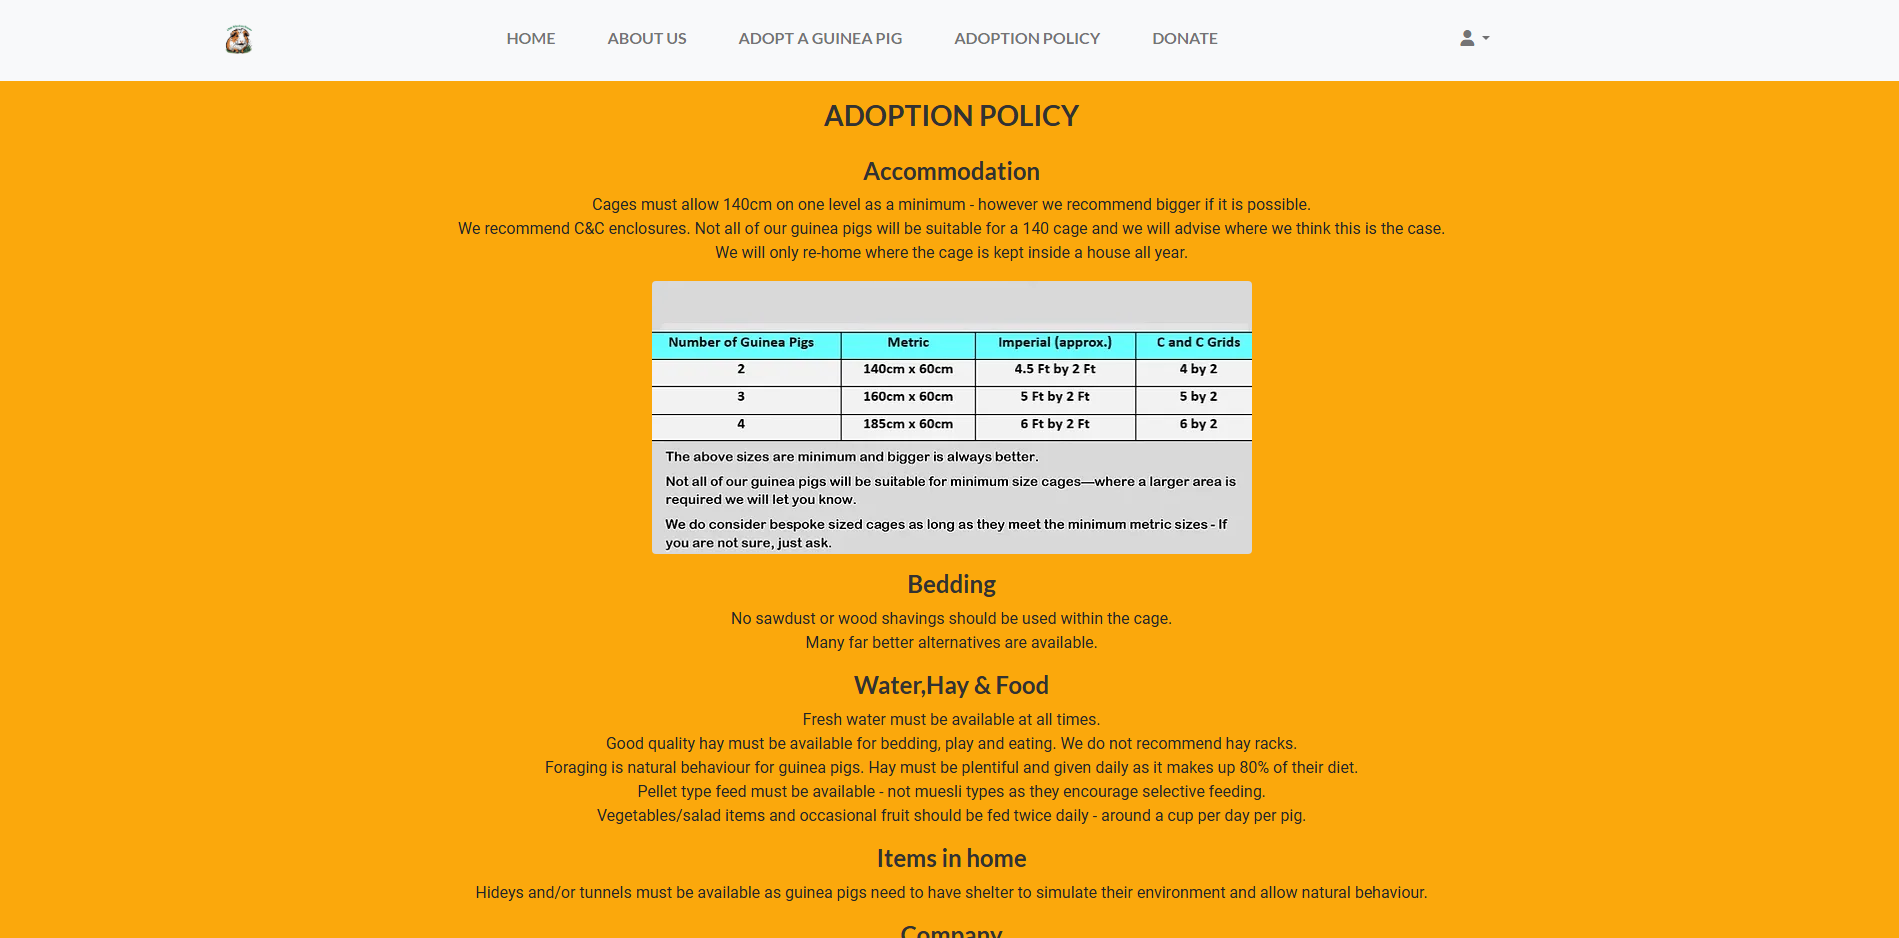 HOME ABOUT US ADOPT A GUINEA PIG ADOPTION POLICY DONATE
ADOPTION POLICY
Accommodation
Cages must allow 140cm on one level as a minimum - however we recommend bigger if it is possible.
We recommend C&C enclosures. Not all of our guinea pigs will be suitable for a 140 cage and we will advise where we think this is the case.
We will only re-home where the cage is kept inside a house all year.
Number of Guinea Pigs Metric Imperial (approx.) C and C Grids
2 140cm x 60cm 4.5 Ft by 2 Ft 4 by 2
3 160cm x 60cm 5 Ft by 2 Ft 5 by 2
4 185cm x 60cm 6 Ft by 2 Ft 6 by 2
The above sizes are minimum and bigger is always better.
Not all of our guinea pigs will be suitable for minimum size cages—where a larger area is
required we will let you know.
We do consider bespoke sized cages as long as they meet the minimum metric sizes - If
you are not sure, just ask.
Bedding
No sawdust or wood shavings should be used within the cage.
Many far better alternatives are available.
Water,Hay & Food
Fresh water must be available at all times.
Good quality hay must be available for bedding, play and eating. We do not recommend hay racks.
Foraging is natural behaviour for guinea pigs. Hay must be plentiful and given daily as it makes up 80% of their diet.
Pellet type feed must be available - not muesli types as they encourage selective feeding.
Vegetables/salad items and occasional fruit should be fed twice daily - around a cup per day per pig.
Items in home
Hideys and/or tunnels must be available as guinea pigs need to have shelter to simulate their environment and allow natural behaviour.
Company